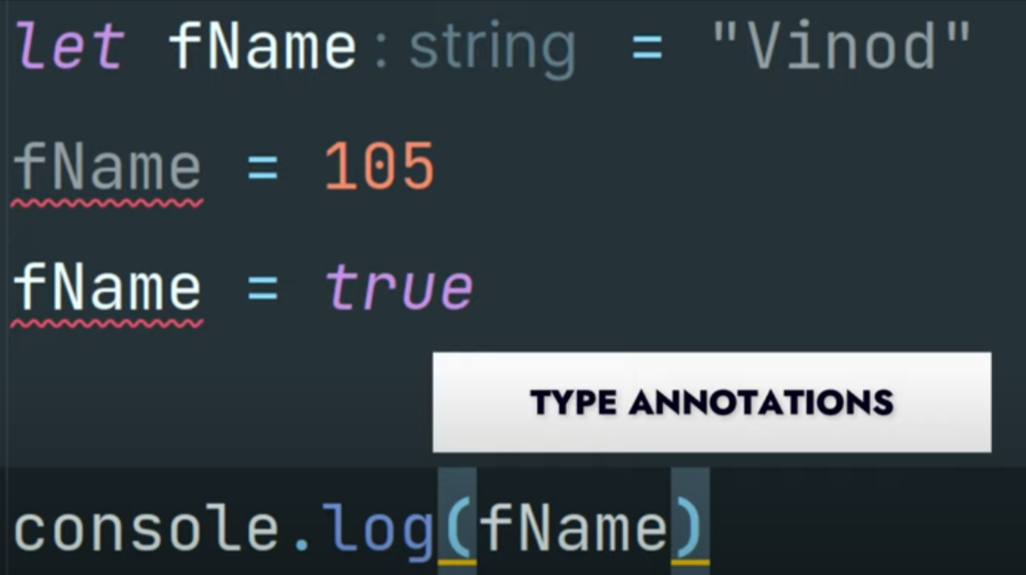 let fName : string = "Vinod"
fName = 105
fName = true
TYPE ANNOTATIONS
console.log(fName)